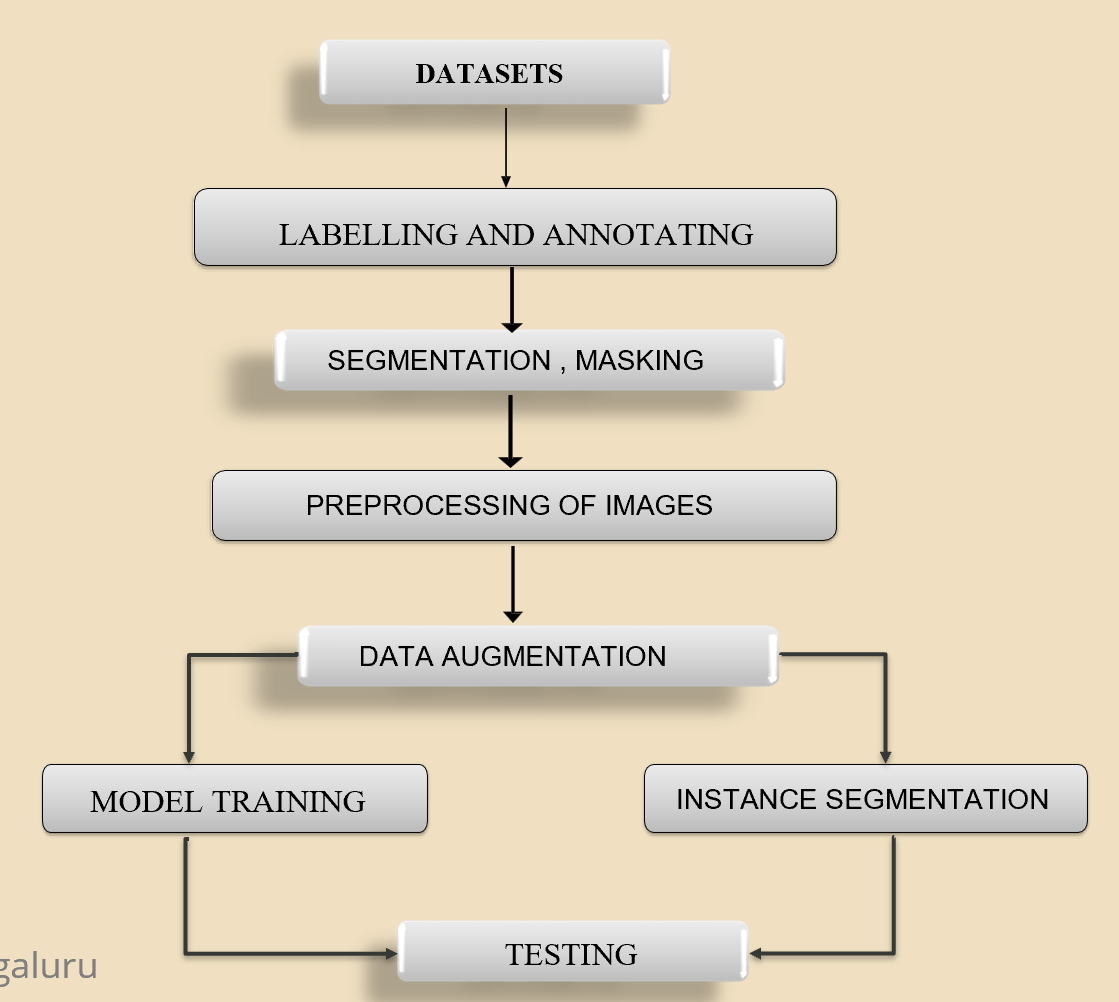 DATASETS
LABELLING AND ANNOTATING
SEGMENTATION , MASKING
PREPROCESSING OF IMAGES
DATA AUGMENTATION
MODEL TRAINING
INSTANCE SEGMENTATION
TESTING
galuru